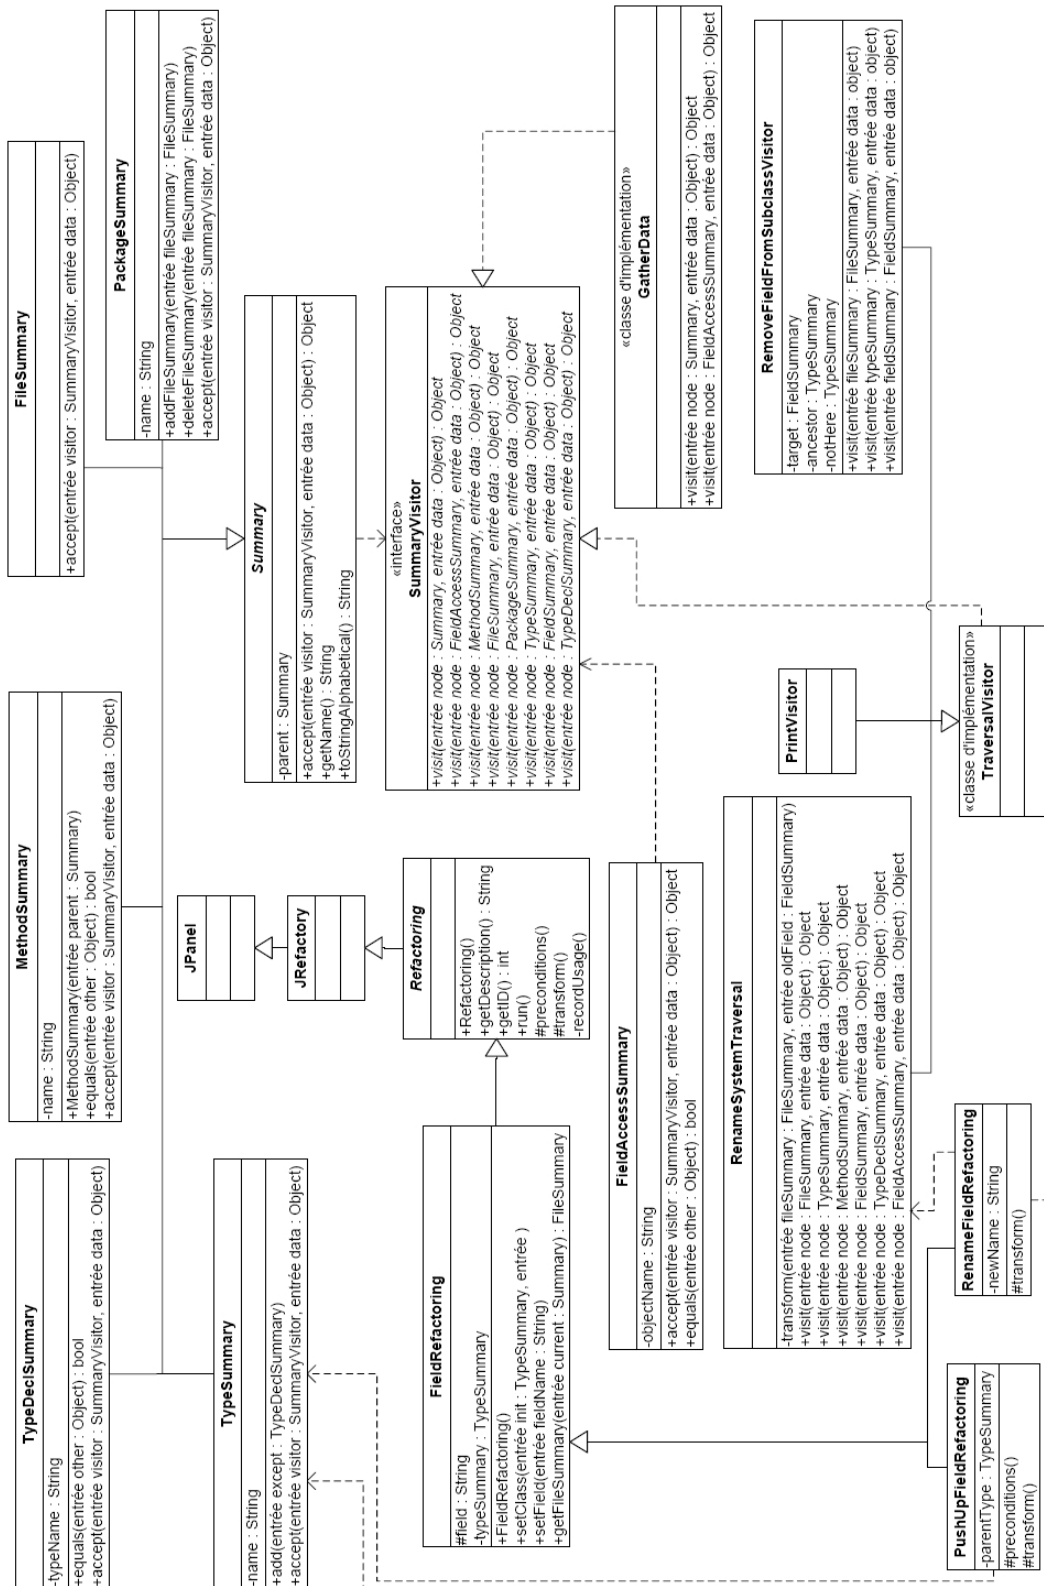 TypeDeclSummary
-typeName : String
+equals(entrée other : Object) : bool
+accept(entrée visitor : SummaryVisitor, entrée data : Object)
MethodSummary
-name : String
+MethodSummary(entrée parent : Summary)
+equals(entrée other : Object) : bool
+accept(entrée visitor : SummaryVisitor, entrée data : Object)
FileSummary
+accept(entrée visitor : SummaryVisitor, entrée data : Object)
PackageSummary
-name : String
+addFileSummary(entrée fileSummary : FileSummary)
+deleteFileSummary(entrée fileSummary : FileSummary)
+accept(entrée visitor : SummaryVisitor, entrée data : Object)
TypeSummary
-name : String
+add(entrée except : TypeDeclSummary)
+accept(entrée visitor : SummaryVisitor, entrée data : Object)
JPanel
JRefactory
Summary
-parent : Summary
+accept(entrée visitor : SummaryVisitor, entrée data : Object) : Object
+getName() : String
+toStringAlphabetical() : String
FieldRefactoring
#field : String
-typeSummary : TypeSummary
+FieldRefactoring()
+setClass(entrée init : TypeSummary, entrée )
+setField(entrée fieldName : String)
+getFileSummary(entrée current : Summary) : FileSummary
Refactoring
+Refactoring()
+getDescription() : String
+getID() : int
+run()
#preconditions()
#transform()
-recordUsage()
«interface»
SummaryVisitor
+visit(entrée node : Summary, entrée data : Object) : Object
+visit(entrée node : FieldAccessSummary, entrée data : Object) : Object
+visit(entrée node : MethodSummary, entrée data : Object) : Object
+visit(entrée node : FileSummary, entrée data : Object) : Object
+visit(entrée node : PackageSummary, entrée data : Object) : Object
+visit(entrée node : TypeSummary, entrée data : Object) : Object
+visit(entrée node : FieldSummary, entrée data : Object) : Object
+visit(entrée node : TypeDeclSummary, entrée data : Object) : Object
FieldAccessSummary
-objectName : String
+accept(entrée visitor : SummaryVisitor, entrée data : Object) : Object
+equals(entrée other : Object) : bool
«classe d'implémentation»
GatherData
+visit(entrée node : Summary, entrée data : Object) : Object
+visit(entrée node : FieldAccessSummary, entrée data : Object) : Object
RenameSystemTraversal
-transform(entrée fileSummary : FileSummary, entrée oldField : FieldSummary)
+visit(entrée node : FileSummary, entrée data : Object) : Object
+visit(entrée node : TypeSummary, entrée data : Object) : Object
+visit(entrée node : MethodSummary, entrée data : Object) : Object
+visit(entrée node : FieldSummary, entrée data : Object) : Object
+visit(entrée node : TypeDeclSummary, entrée data : Object) : Object
+visit(entrée node : FieldAccessSummary, entrée data : Object) : Object
PrintVisitor
RemoveFieldFromSubclassVisitor
-target : FieldSummary
-ancestor : TypeSummary
-notHere : TypeSummary
+visit(entrée fileSummary : FileSummary, entrée data : object)
+visit(entrée typeSummary : TypeSummary, entrée data : object)
+visit(entrée fieldSummary : FieldSummary, entrée data : object)
PushUpFieldRefactoring
-parentType : TypeSummary
#preconditions()
#transform()
RenameFieldRefactoring
-newName : String
#transform()
«classe d'implémentation»
TraversalVisitor